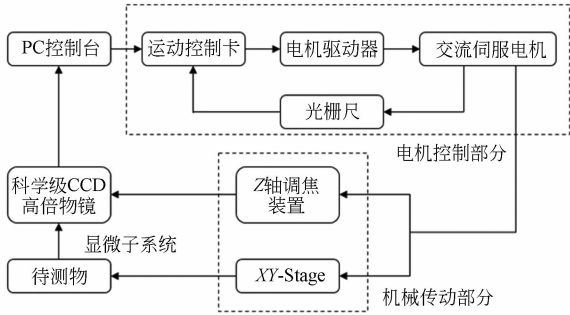 PC控制台
运动控制卡
电机驱动器
交流伺服电机
光栅尺
电机控制部分
科学级CCD
高倍物镜
Z轴调焦
装置
显微子系统
待测物
XY-Stage
机械传动部分